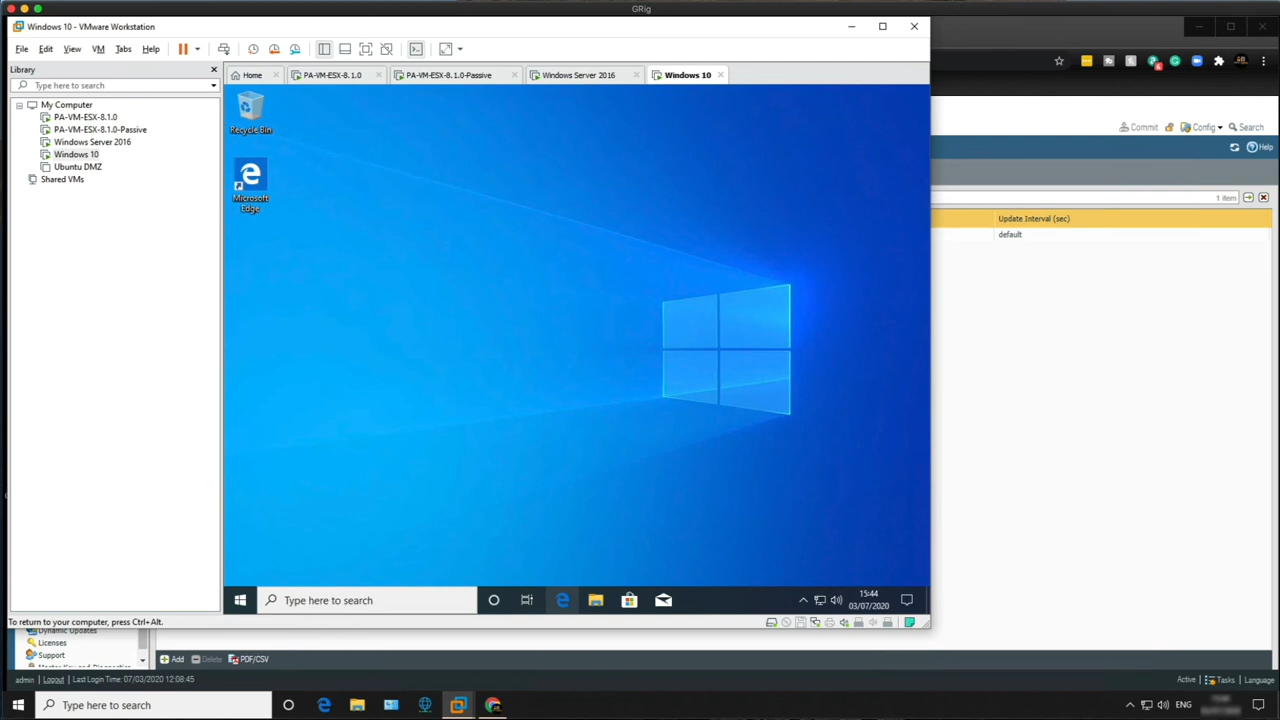 GRig
Windows 10 - VMware Workstation
File Edit View VM Tabs Help
Library
Type here to search
Home
PA-VM-ESX-8.1.0
PA-VM-ESX-8.1.0-Passive
Windows Server 2016
Windows 10
My Computer
PA-VM-ESX-8.1.0
PA-VM-ESX-8.1.0-Passive
Windows Server 2016
Windows 10
Ubuntu DMZ
Shared VMs
Recycle Bin
Microsoft
Edge
Commit Config Search
Help
1 item
Update Interval (sec)
default
Type here to search
15:44
03/07/2020
To return to your computer, press Ctrl+Alt.
Dynamic Updates
Licenses
Support
Master Key and Diagnostics
Add Delete PDF/CSV
admin Logout Last Login Time: 07/03/2020 12:08:45
Active Tasks Language
Type here to search
ENG